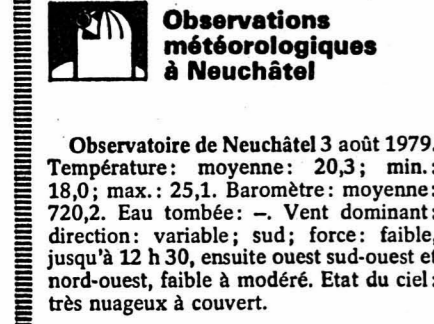 Observations
météorologiques
à Neuchâtel
Observatoire de Neuchâtel 3 août 1979.
Température: moyenne: 20,3; min.:
18,0; max.: 25,1. Baromètre: moyenne:
720,2. Eau tombée: –. Vent dominant:
direction: variable; sud; force: faible,
jusqu'à 12 h 30, ensuite ouest sud-ouest et
nord-ouest, faible à modéré. Etat du ciel:
très nuageux à couvert.